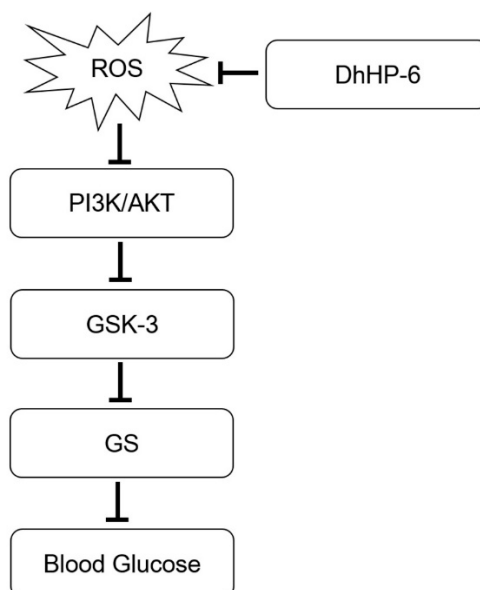 ROS
DhHP-6
PI3K/AKT
GSK-3
GS
Blood Glucose